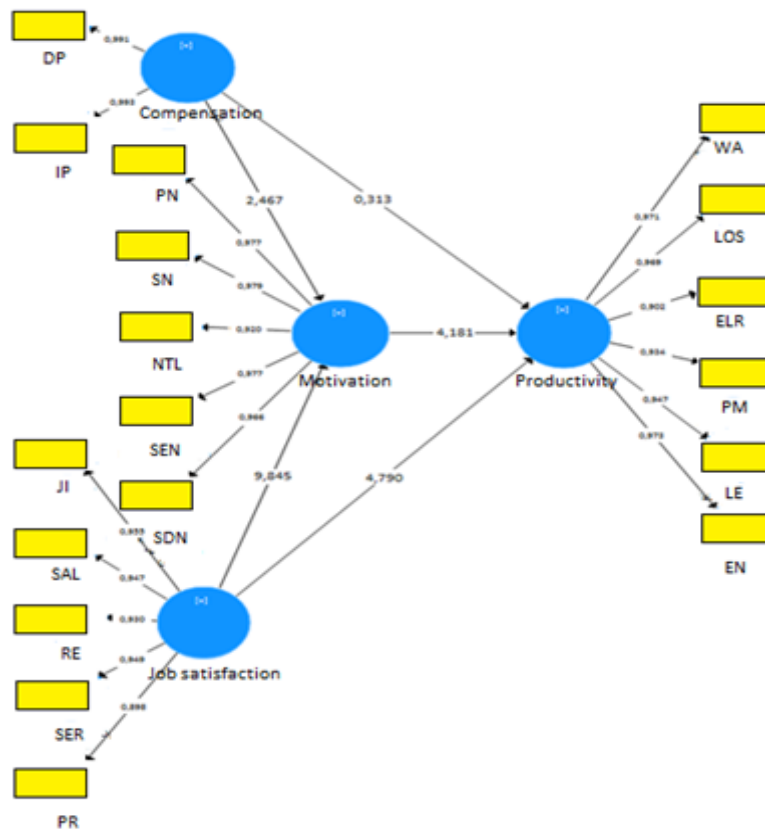 DP
0,991
[+]
0,993
Compensation
IP
PN
2,467
0,313
WA
0,971
LOS
SN
0,977
0,979
0,969
[+]
[+]
ELR
0,902
NTL
0,920
4,181
0,934
Motivation
Productivity
PM
0,977
0,947
SEN
0,966
0,973
JI
LE
9,845
4,790
SDN
EN
0,955
SAL
0,947
[+]
RE
0,930
0,949
Job satisfaction
SER
0,898
PR